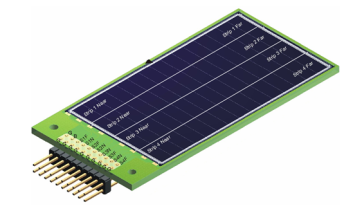 Strip 1 Far
Strip 2 Far
Strip 3 Far
Strip 4 Far
Strip 1 Near
Strip 2 Near
Strip 3 Near
Strip 4 Near